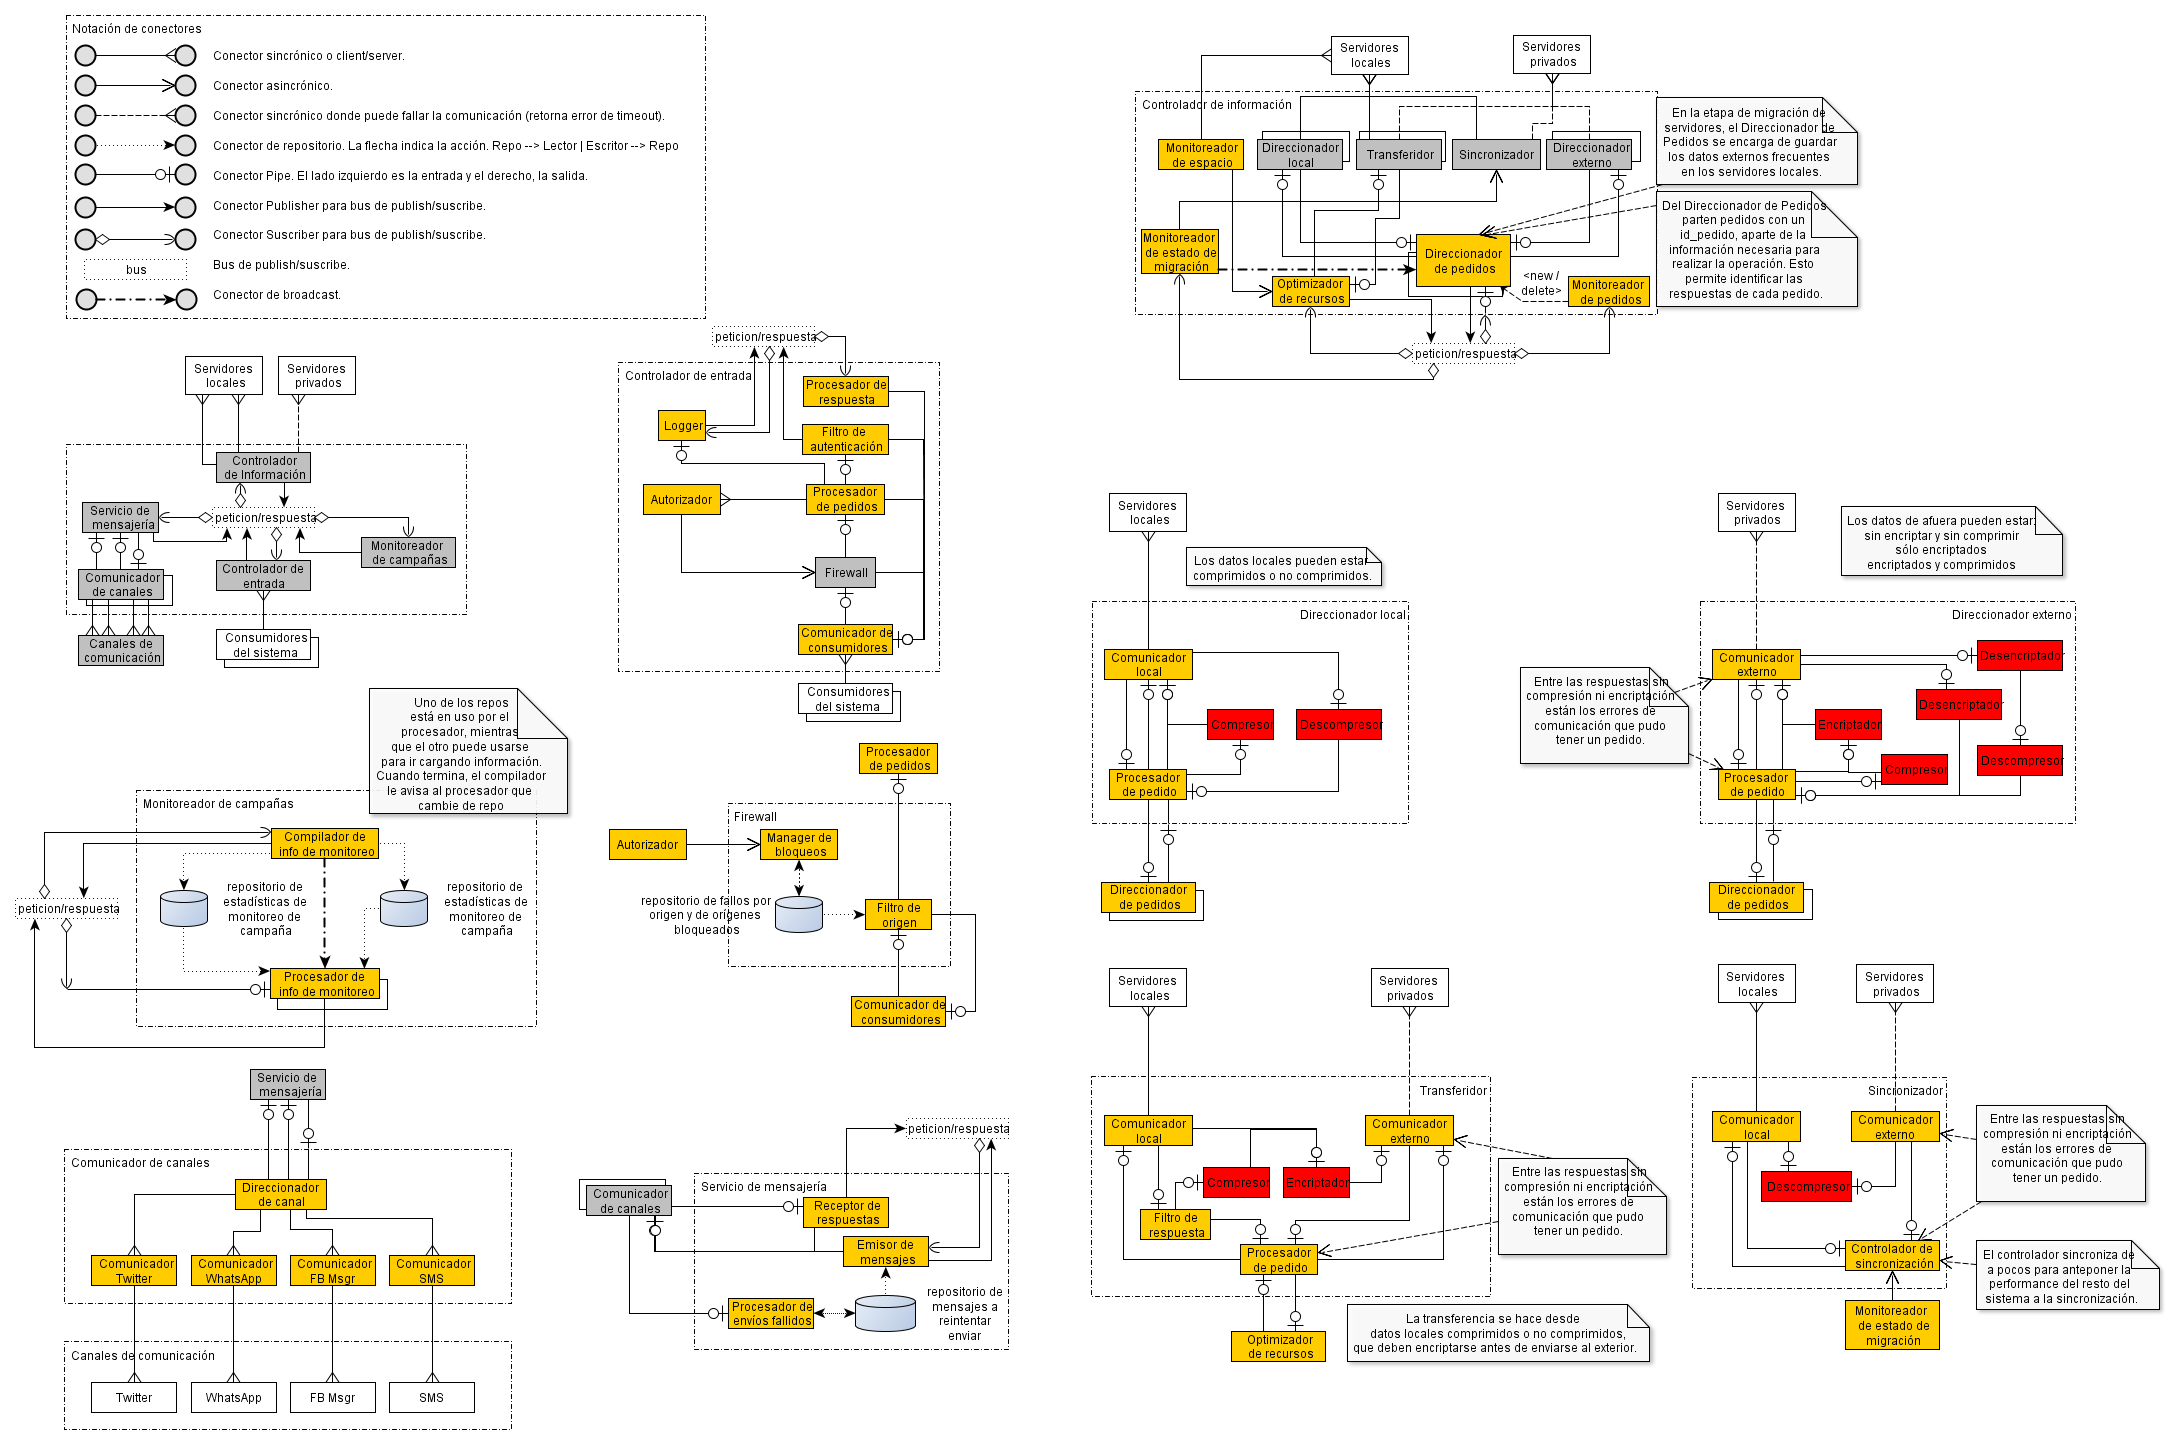 Notación de conectores
Conector sincrónico o client/server.
Conector asincrónico.
Conector sincrónico donde puede fallar la comunicación (retorna error de timeout).
Conector de repositorio. La flecha indica la acción. Repo --> Lector | Escritor --> Repo
Conector Pipe. El lado izquierdo es la entrada y el derecho, la salida.
Conector Publisher para bus de publish/suscribe.
Conector Suscriber para bus de publish/suscribe.
bus
Bus de publish/suscribe.
Conector de broadcast.
Servidores
locales
Servidores
privados
Controlador
de Información
Servicio de
mensajería
peticion/respuesta
Monitoreador
de campañas
Comunicador
de canales
Controlador de
entrada
Canales de
comunicación
Consumidores
del sistema
peticion/respuesta
Controlador de entrada
Procesador de
respuesta
Logger
Filtro de
autenticación
Autorizador
Procesador
de pedidos
Firewall
Comunicador de
consumidores
Consumidores
del sistema
Servidores
locales
Servidores
privados
Controlador de información
Monitoreador
de espacio
Direccionador
local
Transferidor
Sincronizador
Direccionador
externo
Monitoreador
de estado de
migración
Direccionador
de pedidos
Optimizador
de recursos
<new /
delete>
Monitoreador
de pedidos
peticion/respuesta
En la etapa de migración de
servidores, el Direccionador de
Pedidos se encarga de guardar
los datos externos frecuentes
en los servidores locales.
Del Direccionador de Pedidos
parten pedidos con un
id_pedido, aparte de la
información necesaria para
realizar la operación. Esto
permite identificar las
respuestas de cada pedido.
Uno de los repos
está en uso por el
procesador, mientras
que el otro puede usarse
para ir cargando información.
Cuando termina, el compilador
le avisa al procesador que
cambie de repo
Monitoreador de campañas
Compilador de
info de monitoreo
repositorio de
estadísticas de
monitoreo de
campaña
repositorio de
estadísticas de
monitoreo de
campaña
peticion/respuesta
Procesador de
info de monitoreo
Procesador
de pedidos
Firewall
Autorizador
Manager de
bloqueos
repositorio de fallos por
origen y de orígenes
bloqueados
Filtro de
origen
Comunicador de
consumidores
Servidores
locales
Los datos locales pueden estar
comprimidos o no comprimidos.
Direccionador local
Comunicador
local
Compresor
Descompresor
Procesador
de pedido
Direccionador
de pedidos
Servidores
privados
Los datos de afuera pueden estar:
sin encriptar y sin comprimir
sólo encriptados
encriptados y comprimidos
Direccionador externo
Entre las respuestas sin
compresión ni encriptación
están los errores de
comunicación que pudo
tener un pedido.
Comunicador
externo
Desencriptador
Desencriptador
Encriptador
Compresor
Descompresor
Procesador
de pedido
Direccionador
de pedidos
Servicio de
mensajería
Comunicador de canales
Direccionador
de canal
Comunicador
Twitter
Comunicador
WhatsApp
Comunicador
FB Msgr
Comunicador
SMS
Canales de comunicación
Twitter
WhatsApp
FB Msgr
SMS
peticion/respuesta
Servicio de mensajería
Comunicador
de canales
Receptor de
respuestas
Emisor de
mensajes
Procesador de
envíos fallidos
repositorio de
mensajes a
reintentar
enviar
Servidores
locales
Servidores
privados
Transferidor
Comunicador
local
Comunicador
externo
Compresor
Encriptador
Filtro de
respuesta
Procesador
de pedido
Optimizador
de recursos
Entre las respuestas sin
compresión ni encriptación
están los errores de
comunicación que pudo
tener un pedido.
La transferencia se hace desde
datos locales comprimidos o no comprimidos,
que deben encriptarse antes de enviarse al exterior.
Servidores
locales
Servidores
privados
Sincronizador
Comunicador
local
Comunicador
externo
Descompresor
Controlador de
sincronización
Monitoreador
de estado de
migración
Entre las respuestas sin
compresión ni encriptación
están los errores de
comunicación que pudo
tener un pedido.
El controlador sincroniza de
a pocos para anteponer la
performance del resto del
sistema a la sincronización.